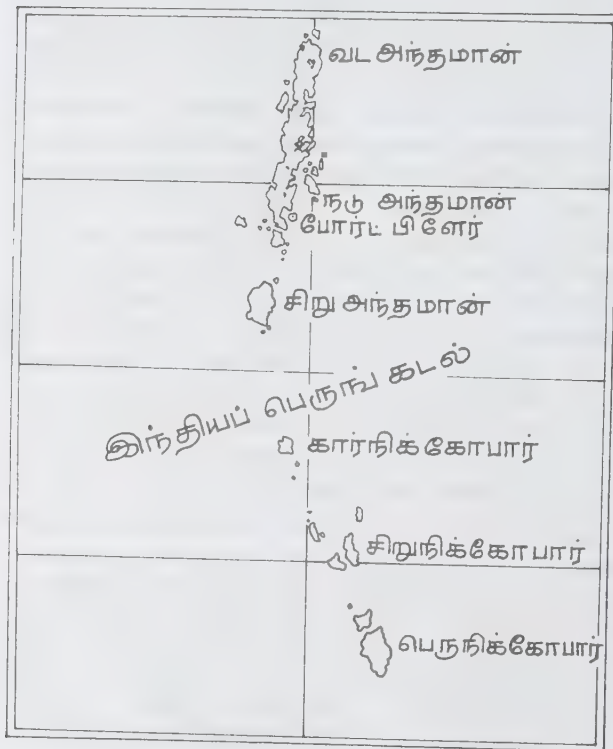 வட அந்தமான்
நடு அந்தமான்
போர்ட் பிளேர்
சிறு அந்தமான்
இந்தியப் பெருங் கடல்
கார்நிக்கோபார்
சிறுநிக்கோபார்
பெருநிக்கோபார்